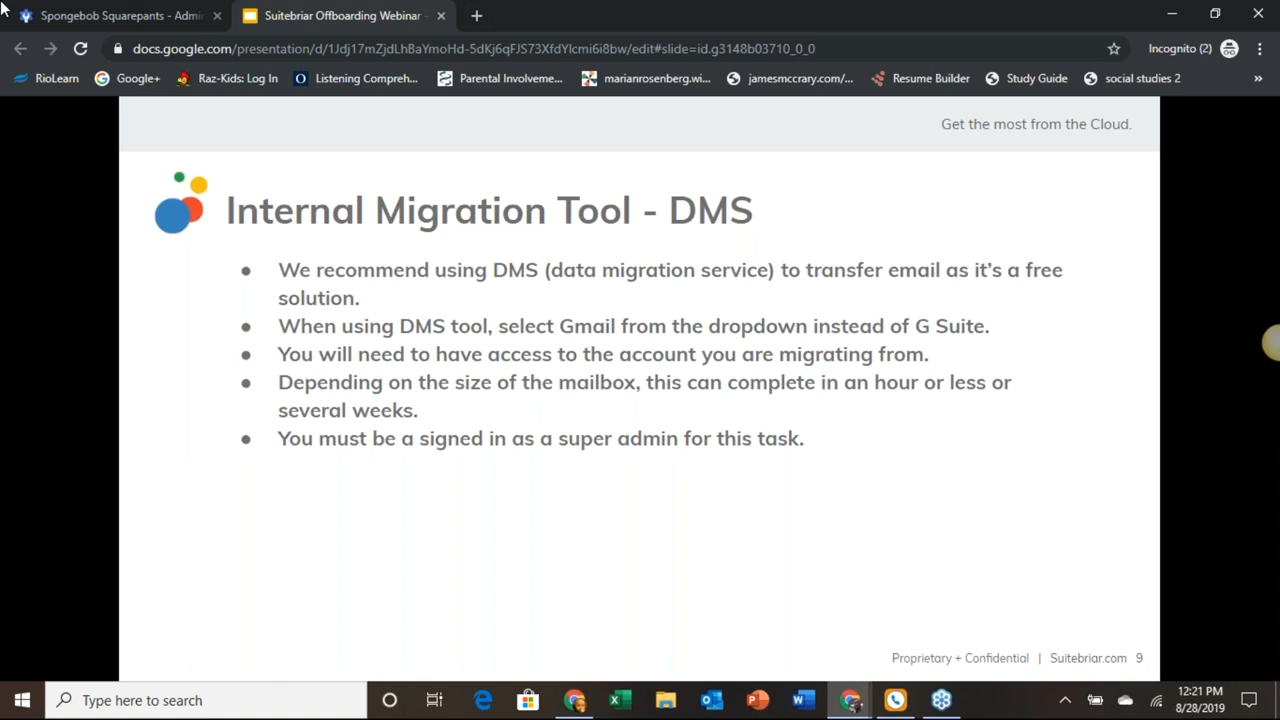 Spongebob Squarepants - Admi
Suitebriar Offboarding Webinar -
docs.google.com/presentation/d/1Jdj17mZjdLhBaYmoHd-5dKj6qFJS73XfdYlcmi6i8bw/edit#slide=id.g3148b03710_0_0
Incognito (2)
RioLearn
Google+
Raz-Kids: Log In
Listening Compreh...
Parental Involveme...
marianrosenberg.wi...
jamesmccrary.com/...
Resume Builder
Study Guide
social studies 2
»
Get the most from the Cloud.
Internal Migration Tool - DMS
● We recommend using DMS (data migration service) to transfer email as it's a free
solution.
● When using DMS tool, select Gmail from the dropdown instead of G Suite.
● You will need to have access to the account you are migrating from.
● Depending on the size of the mailbox, this can complete in an hour or less or
several weeks.
● You must be a signed in as a super admin for this task.
Proprietary + Confidential | Suitebriar.com 9
Type here to search
12:21 PM
8/28/2019